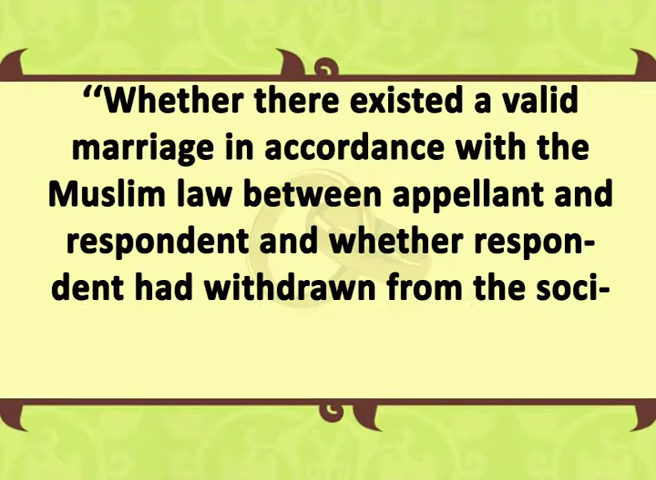 “Whether there existed a valid
marriage in accordance with the
Muslim law between appellant and
respondent and whether respon-
dent had withdrawn from the soci-